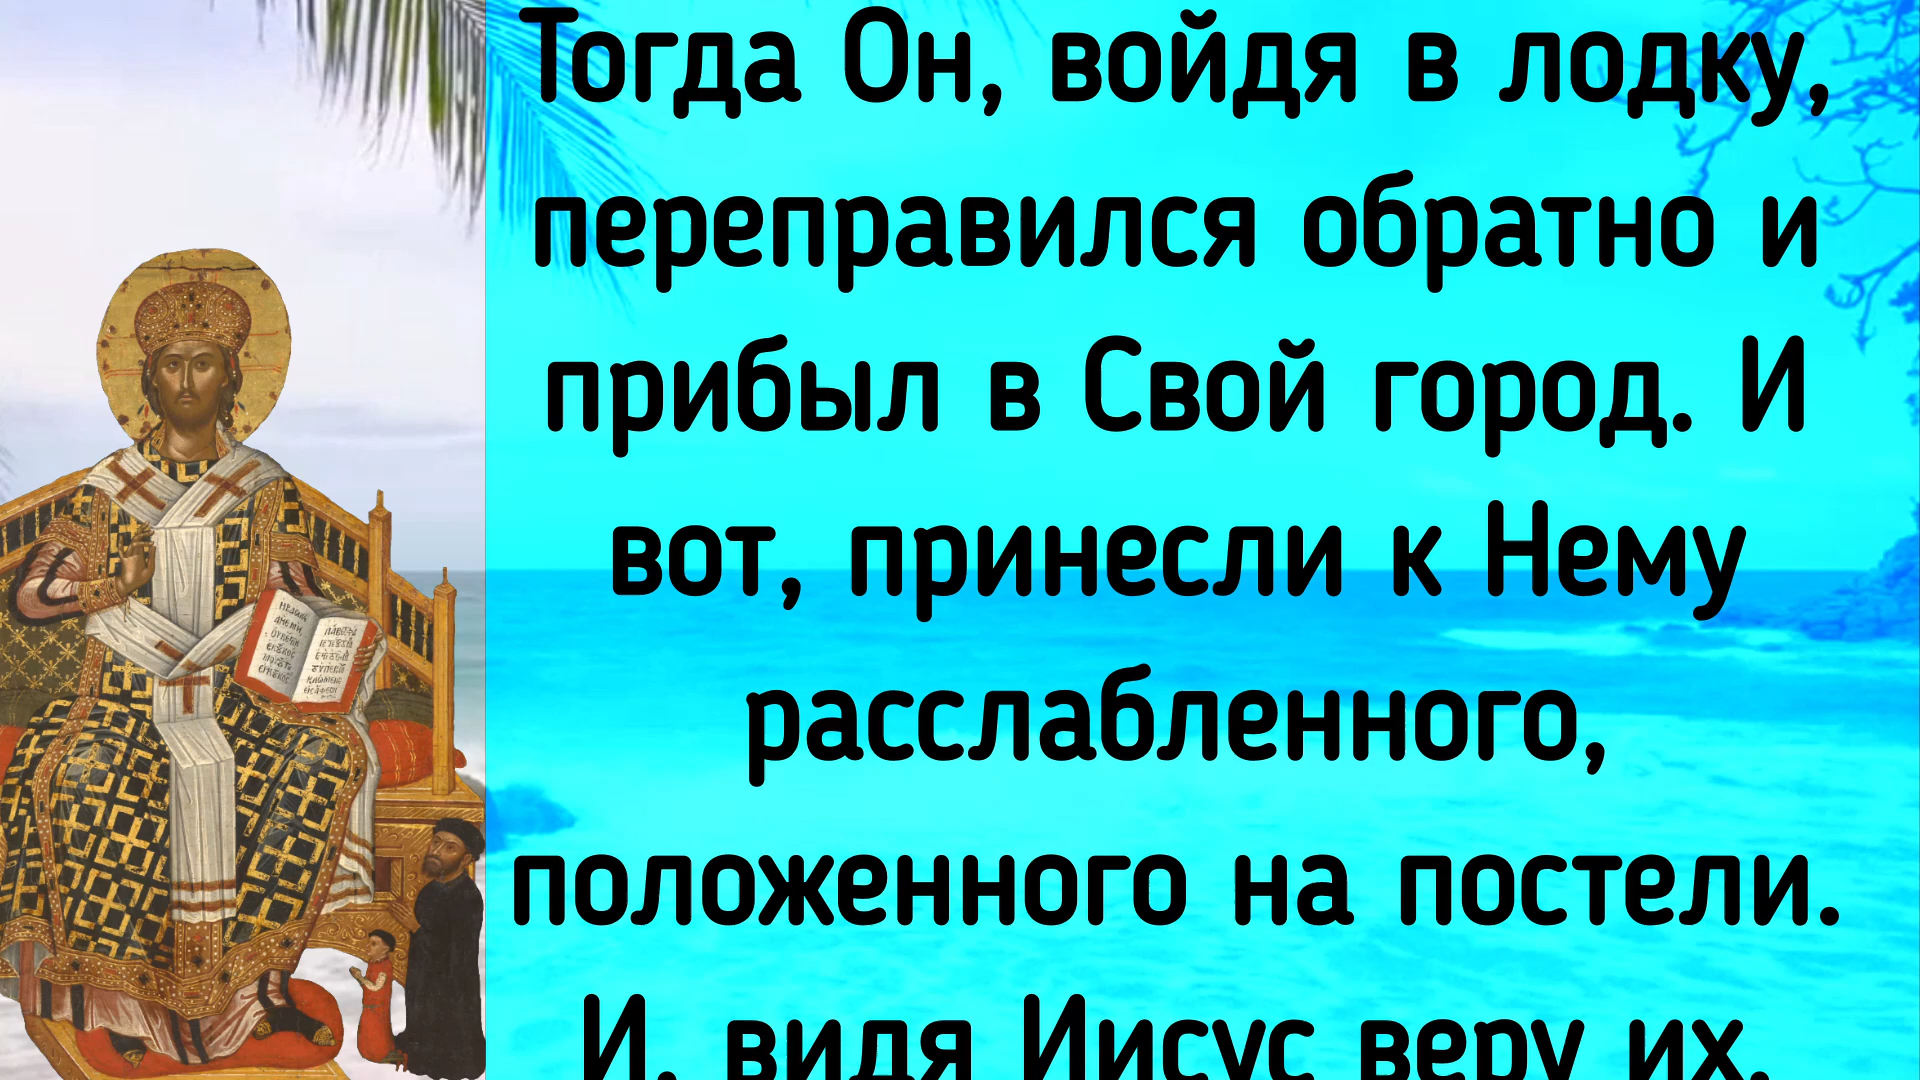 Тогда Он, войдя в лодку,
переправился обратно и
прибыл в Свой город. И
вот, принесли к Нему
расслабленного,
положенного на постели.
И, видя Иисус веру их,